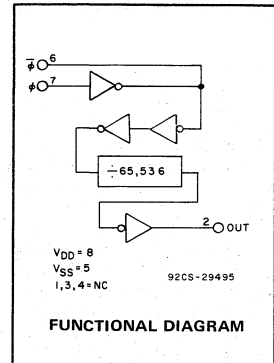 φ̅ 6
φ 7
÷65,536
2 OUT
VDD = 8
VSS = 5
1,3,4=NC
92CS-29495
FUNCTIONAL DIAGRAM